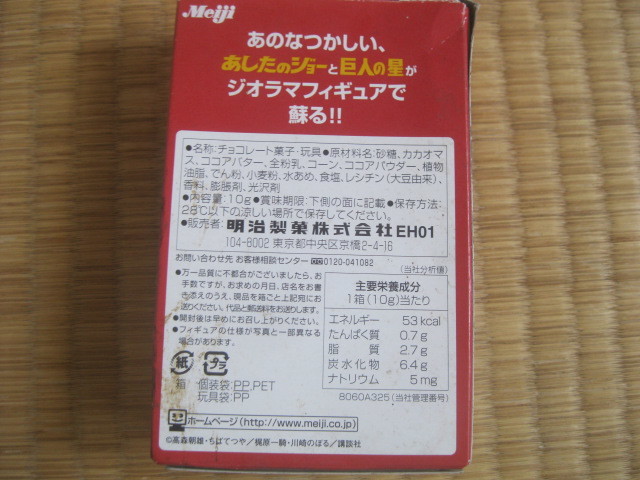 Meiji
あのなつかしい、
あしたのジョーと巨人の星が
ジオラマフィギュアで
蘇る!!
●名称:チョコレート菓子・玩具●原材料名:砂糖、カカオマ
ス、ココアバター、全粉乳、コーン、ココアパウダー、植物
油脂、でん粉、小麦粉、水あめ、食塩、レシチン(大豆由来)、
香料、膨脹剤、光沢剤
●内容量:10g●賞味期限:下側の面に記載●保存方法:
28℃以下の涼しい場所で保存してください。
●販売者:明治製菓株式会社EH01
104-8002 東京都中央区京橋2-4-16
お問い合わせ先 お客様相談センター 0120-041082
●万一品質に不都合がございましたら、お
手数ですが、お求めの月日、店名をお書
き添えのうえ、現品を箱ごと上記宛にお
送りください。代品と郵送料をお送りします。
●開封後は早めにお召し上がりください。
●フィギュアの仕様が写真と一部異なる
場合があります。
(当社分析値)
主要栄養成分
1箱(10g)当たり
エネルギー 53kcal
たんぱく質 0.7g
脂質 2.7g
炭水化物 6.4g
ナトリウム 5mg
8060A325(当社管理番号)
紙 プラ
箱 個装袋:PP,PET
玩具袋:PP
ホームページ(http://www.meiji.co.jp)
©高森朝雄・ちばてつや/梶原一騎・川崎のぼる/講談社